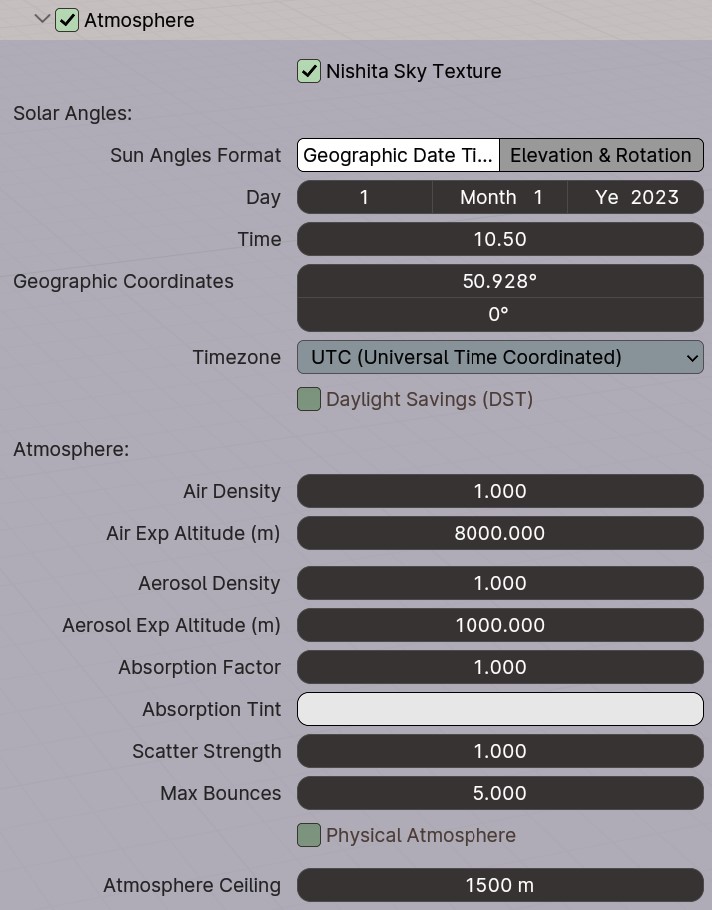 Atmosphere
Nishita Sky Texture
Solar Angles:
Sun Angles Format Geographic Date Ti... Elevation & Rotation
Day 1 Month 1 Ye 2023
Time 10.50
Geographic Coordinates 50.928°
0°
Timezone UTC (Universal Time Coordinated)
Daylight Savings (DST)
Atmosphere:
Air Density 1.000
Air Exp Altitude (m) 8000.000
Aerosol Density 1.000
Aerosol Exp Altitude (m) 1000.000
Absorption Factor 1.000
Absorption Tint
Scatter Strength 1.000
Max Bounces 5.000
Physical Atmosphere
Atmosphere Ceiling 1500 m